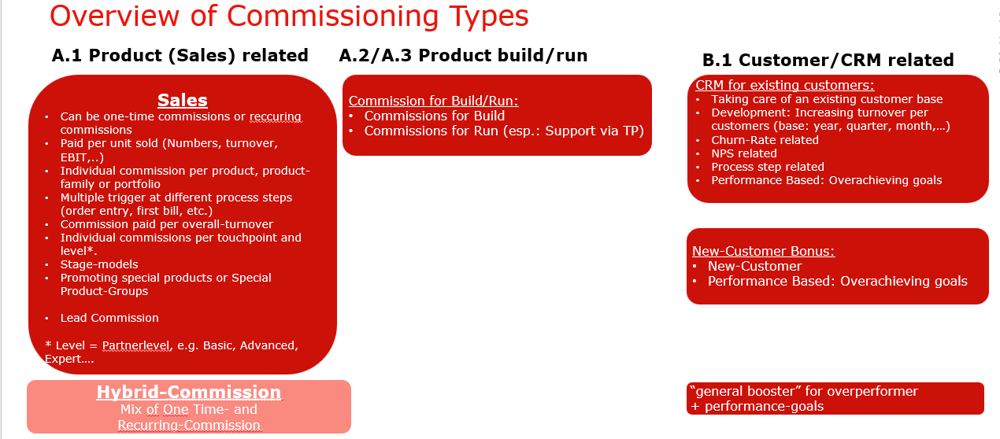 Overview of Commissioning Types
A.1 Product (Sales) related
A.2/A.3 Product build/run
B.1 Customer/CRM related
Sales
• Can be one-time commissions or reccuring
commissions
• Paid per unit sold (Numbers, turnover,
EBIT,..)
• Individual commission per product, product-
family or portfolio
• Multiple trigger at different process steps
(order entry, first bill, etc.)
• Commission paid per overall-turnover
• Individual commissions per touchpoint and
level*.
• Stage-models
• Promoting special products or Special
Product-Groups
• Lead Commission
* Level = Partnerlevel, e.g. Basic, Advanced,
Expert….
Hybrid-Commission
Mix of One Time- and
Recurring-Commission
Commission for Build/Run:
• Commissions for Build
• Commissions for Run (esp.: Support via TP)
CRM for existing customers:
• Taking care of an existing customer base
• Development: Increasing turnover per
customers (base: year, quarter, month,…)
• Churn-Rate related
• NPS related
• Process step related
• Performance Based: Overachieving goals
New-Customer Bonus:
• New-Customer
• Performance Based: Overachieving goals
“general booster” for overperformer
+ performance-goals